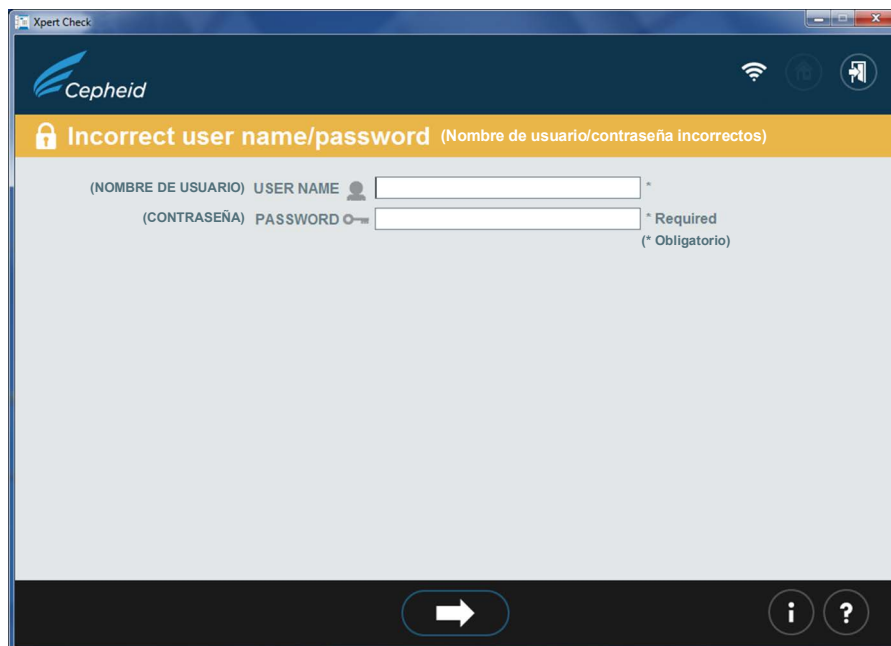 Xpert Check
Cepheid
Incorrect user name/password (Nombre de usuario/contraseña incorrectos)
(NOMBRE DE USUARIO) USER NAME *
(CONTRASEÑA) PASSWORD * Required
(* Obligatorio)
i ?